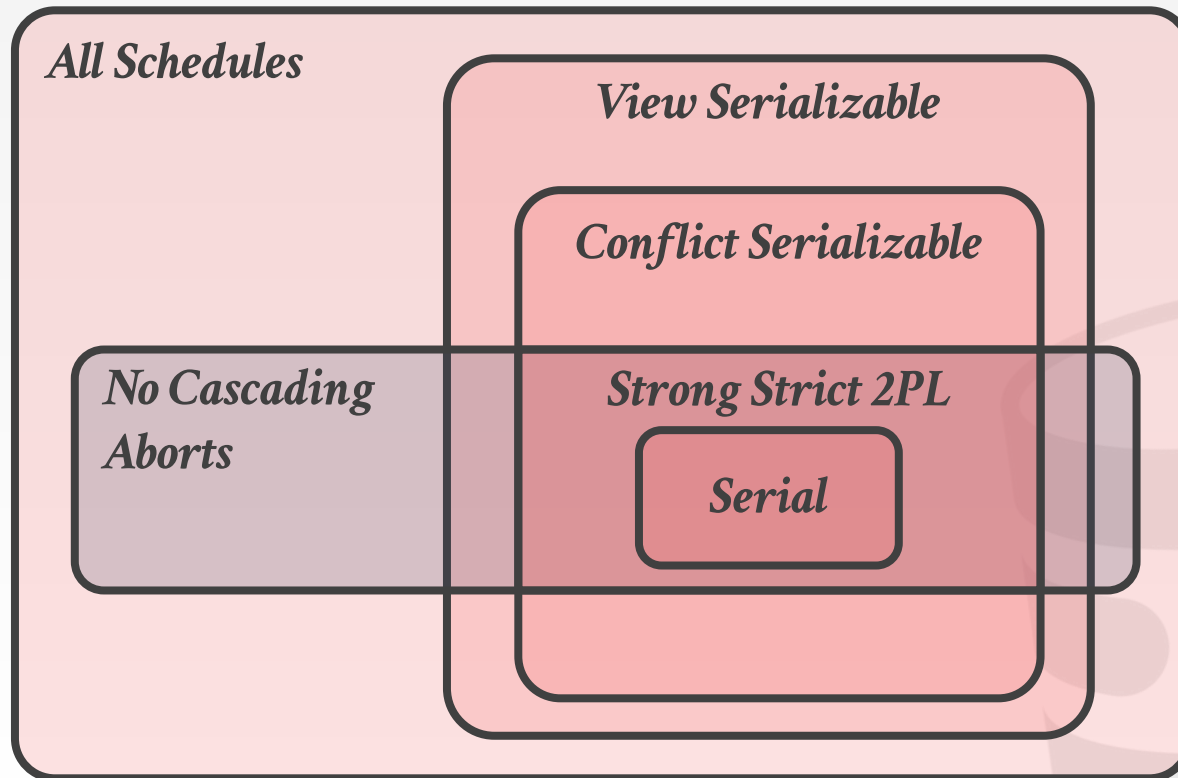 All Schedules
View Serializable
Conflict Serializable
No Cascading
Aborts
Strong Strict 2PL
Serial